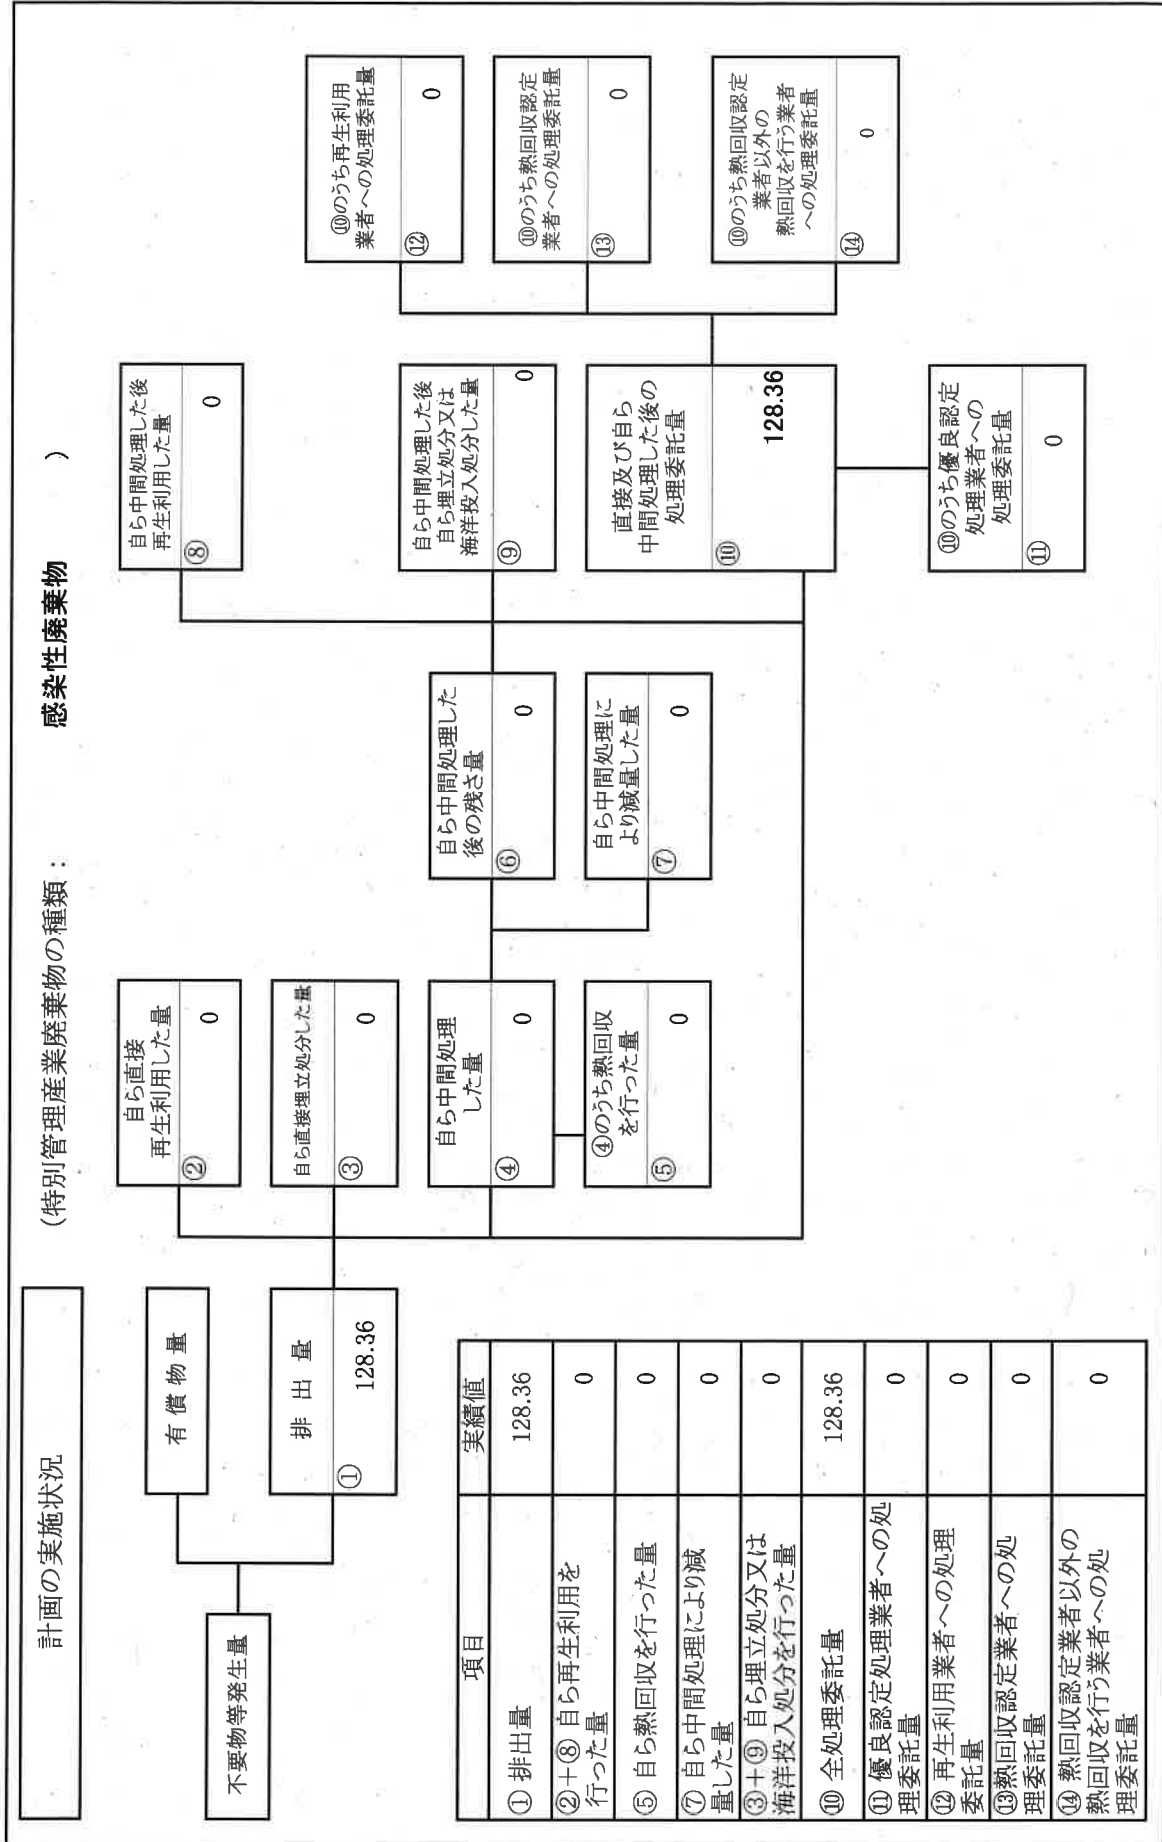 計画の実施状況
(特別管理産業廃棄物の種類：　　　感染性廃棄物　　　)
不要物等発生量
有 償 物 量
排 出 量
①
128.36
自ら直接
再生利用した量
②
0
自ら直接埋立処分した量
③
0
自ら中間処理
した量
④
0
④のうち熱回収
を行った量
⑤
0
自ら中間処理した
後の残さ量
⑥
0
自ら中間処理に
より減量した量
⑦
0
自ら中間処理した後
再生利用した量
⑧
0
自ら中間処理した後
自ら埋立処分又は
海洋投入処分した量
⑨
0
直接及び自ら
中間処理した後の
処理委託量
⑩
128.36
⑩のうち優良認定
処理業者への
処理委託量
⑪
0
⑩のうち再生利用
業者への処理委託量
⑫
0
⑩のうち熱回収認定
業者への処理委託量
⑬
0
⑩のうち熱回収認定
業者以外の
熱回収を行う業者
への処理委託量
⑭
0
項目　実績値
① 排出量　128.36
②＋⑧ 自ら再生利用を
行った量　0
⑤ 自ら熱回収を行った量　0
⑦ 自ら中間処理により減
量した量　0
③＋⑨ 自ら埋立処分又は
海洋投入処分を行った量　0
⑩ 全処理委託量　128.36
⑪ 優良認定処理業者への処
理委託量　0
⑫ 再生利用業者への処理
委託量　0
⑬熱回収認定業者への処
理委託量　0
⑭ 熱回収認定業者以外の
熱回収を行う業者への処
理委託量　0